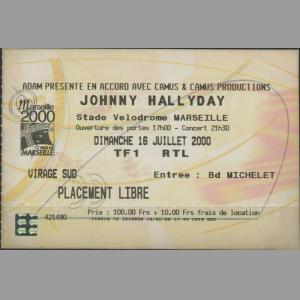 ADAM PRESENTE EN ACCORD AVEC CAMUS & CAMUS PRODUCTIONS
JOHNNY HALLYDAY
Stade Velodrome MARSEILLE
Ouverture des portes 17h00 - Concert 21h30
DIMANCHE 16 JUILLET 2000
TF1 RTL
Marseille
2000
MARSEILLE
VIRAGE SUD
Entree : Bd MICHELET
PLACEMENT LIBRE
Prix : 100.00 Frs + 10.00 Frs frais de location
421490